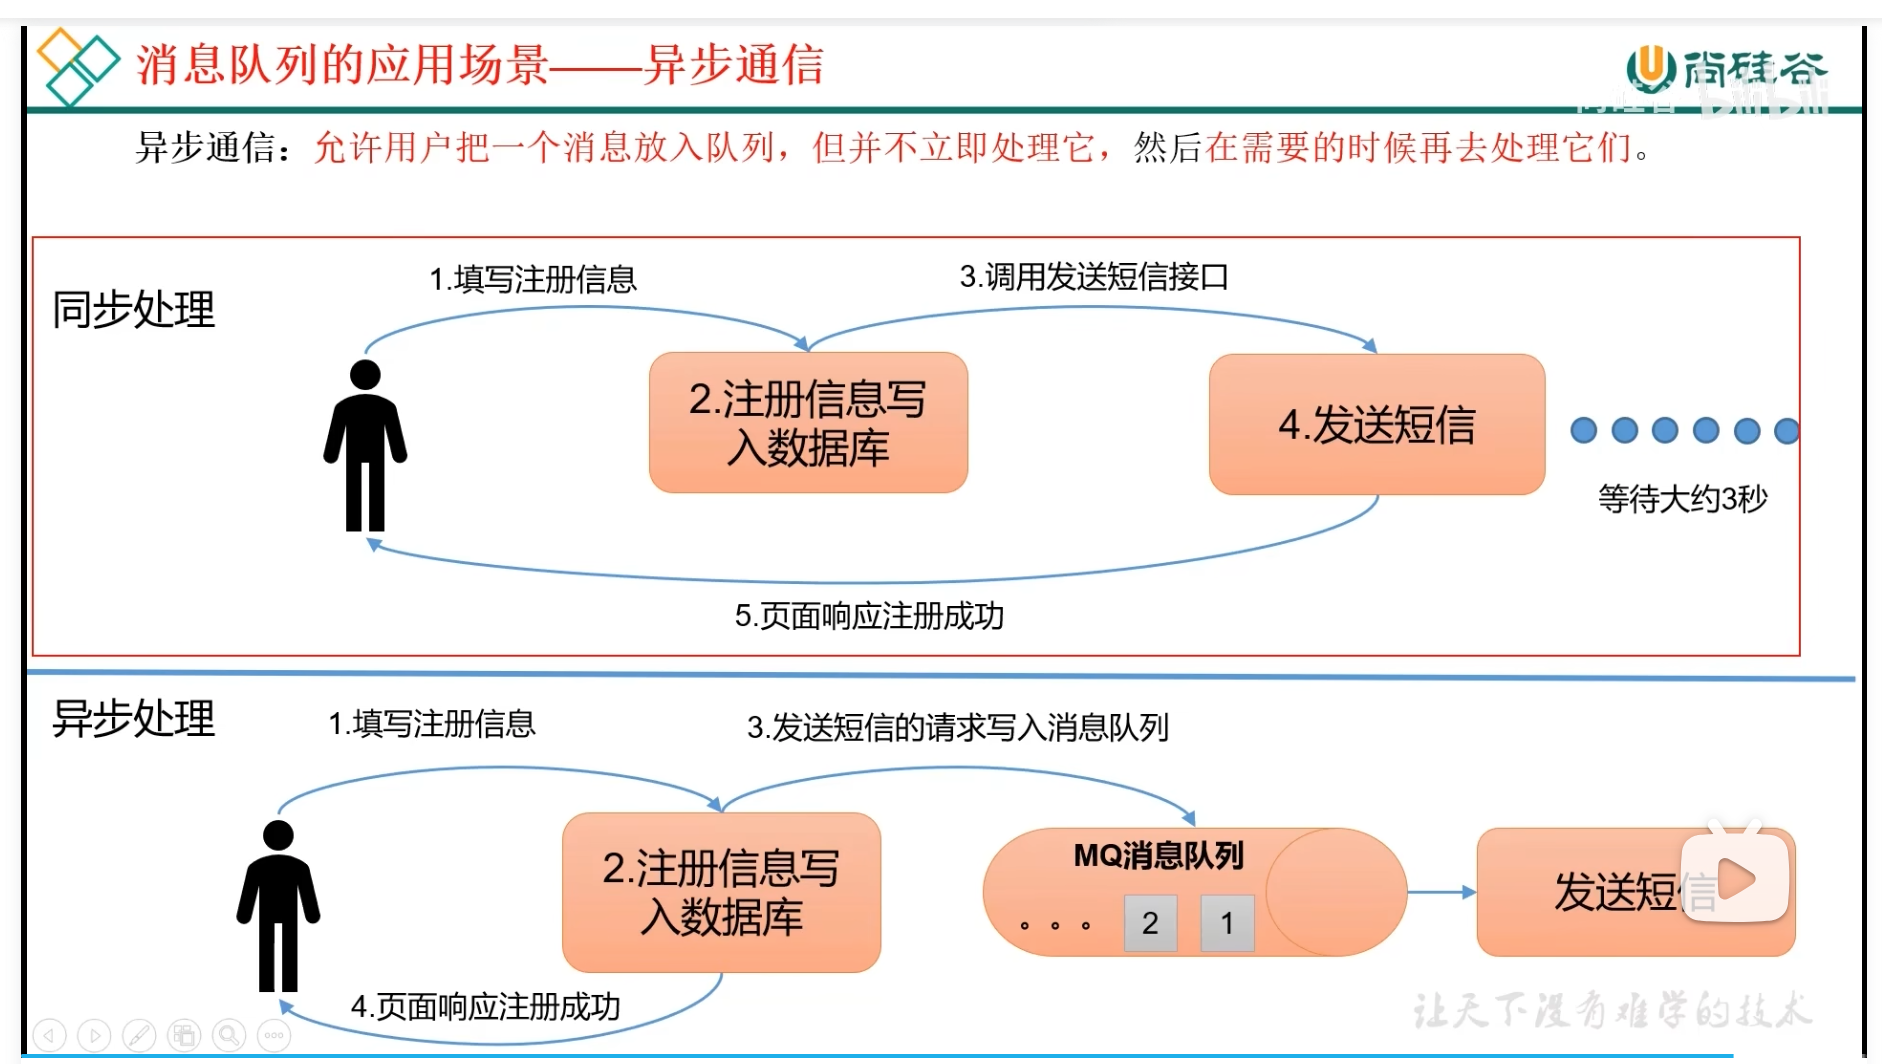 消息队列的应用场景——异步通信
尚硅谷
bilibili
异步通信：允许用户把一个消息放入队列，但并不立即处理它，然后在需要的时候再去处理它们。
同步处理
1.填写注册信息
3.调用发送短信接口
2.注册信息写
入数据库
4.发送短信
等待大约3秒
5.页面响应注册成功
异步处理
1.填写注册信息
3.发送短信的请求写入消息队列
2.注册信息写
入数据库
MQ消息队列
。。。 2 1
发送短信
4.页面响应注册成功
让天下没有难学的技术